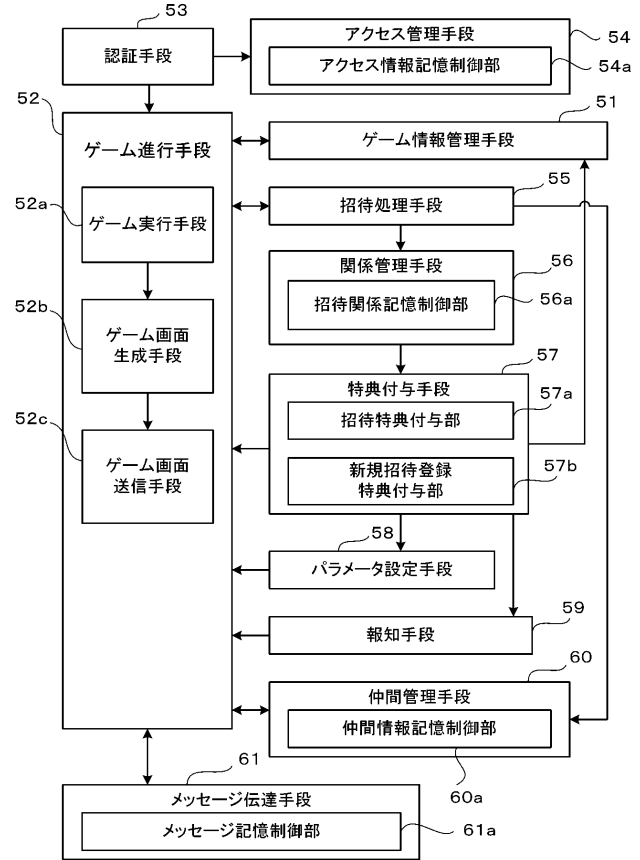 53
認証手段
アクセス管理手段
54
アクセス情報記憶制御部
54a
52
ゲーム進行手段
51
ゲーム情報管理手段
52a
ゲーム実行手段
55
招待処理手段
関係管理手段
56
招待関係記憶制御部
56a
52b
ゲーム画面
生成手段
57
特典付与手段
57a
招待特典付与部
52c
ゲーム画面
送信手段
新規招待登録
特典付与部
57b
58
パラメータ設定手段
報知手段
59
60
仲間管理手段
仲間情報記憶制御部
60a
61
メッセージ伝達手段
メッセージ記憶制御部
61a